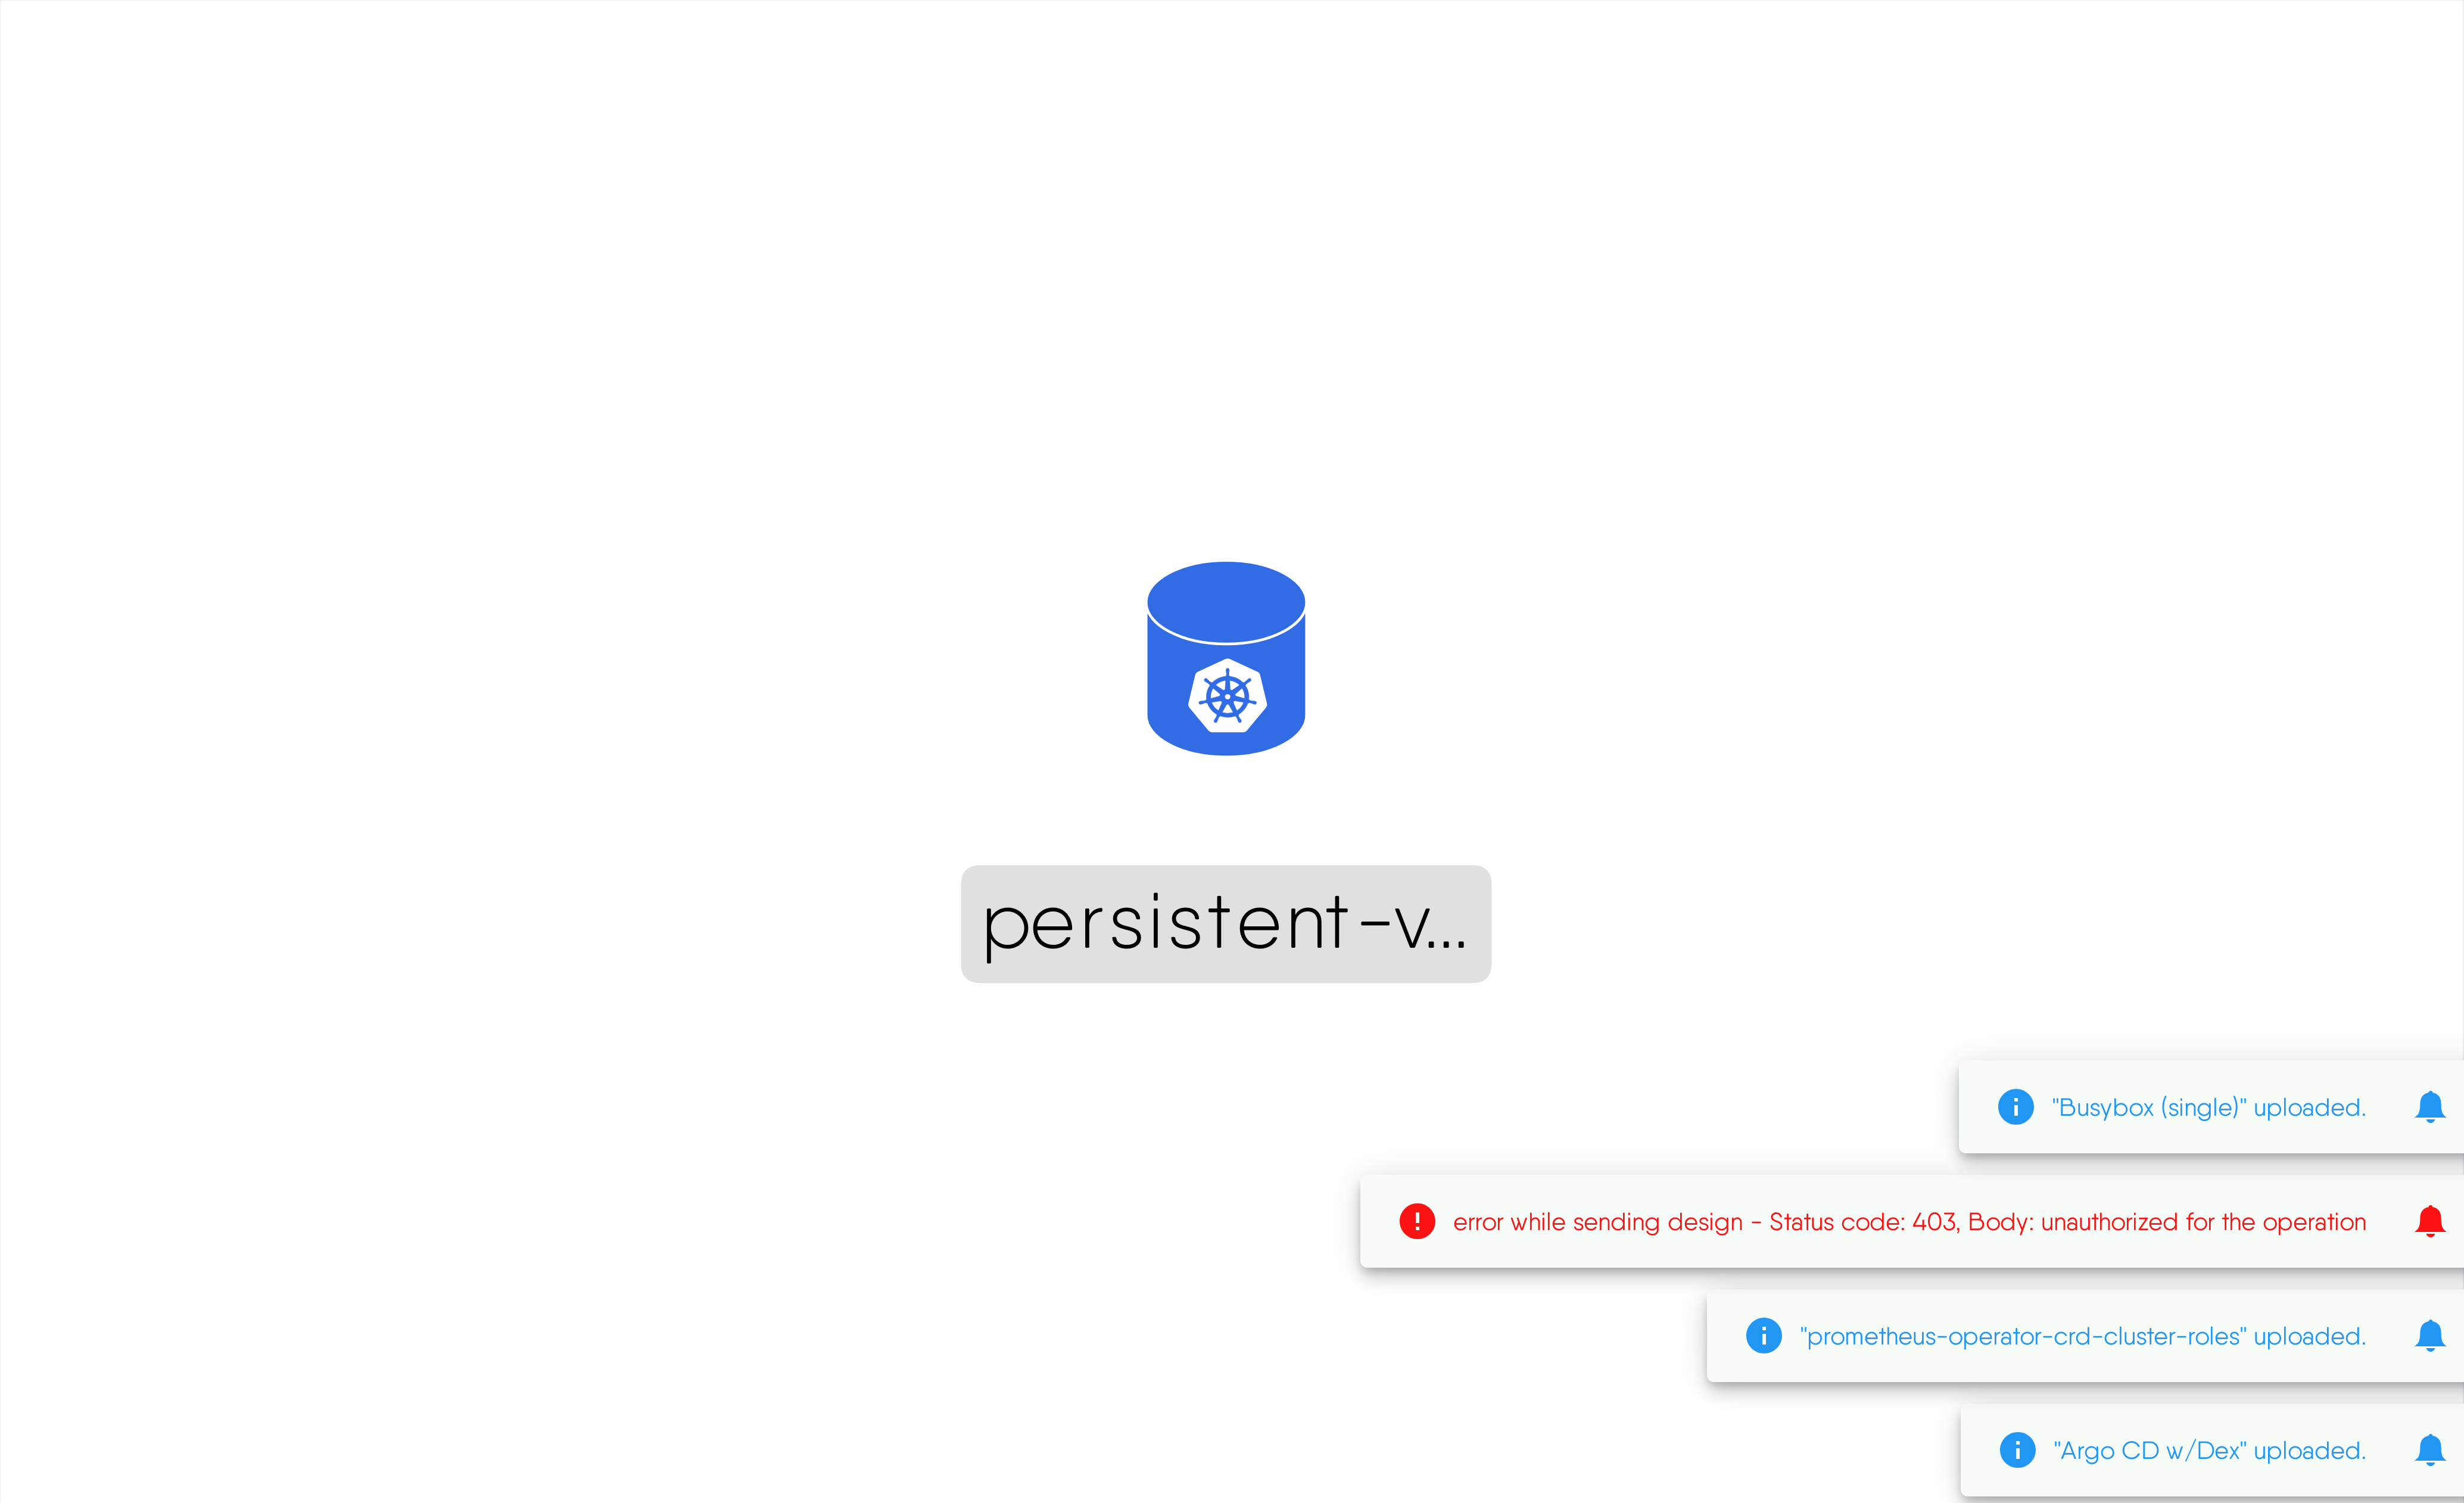 persistent-v...
"Busybox (single)" uploaded.
error while sending design - Status code: 403, Body: unauthorized for the operation
"prometheus-operator-crd-cluster-roles" uploaded.
"Argo CD w/Dex" uploaded.